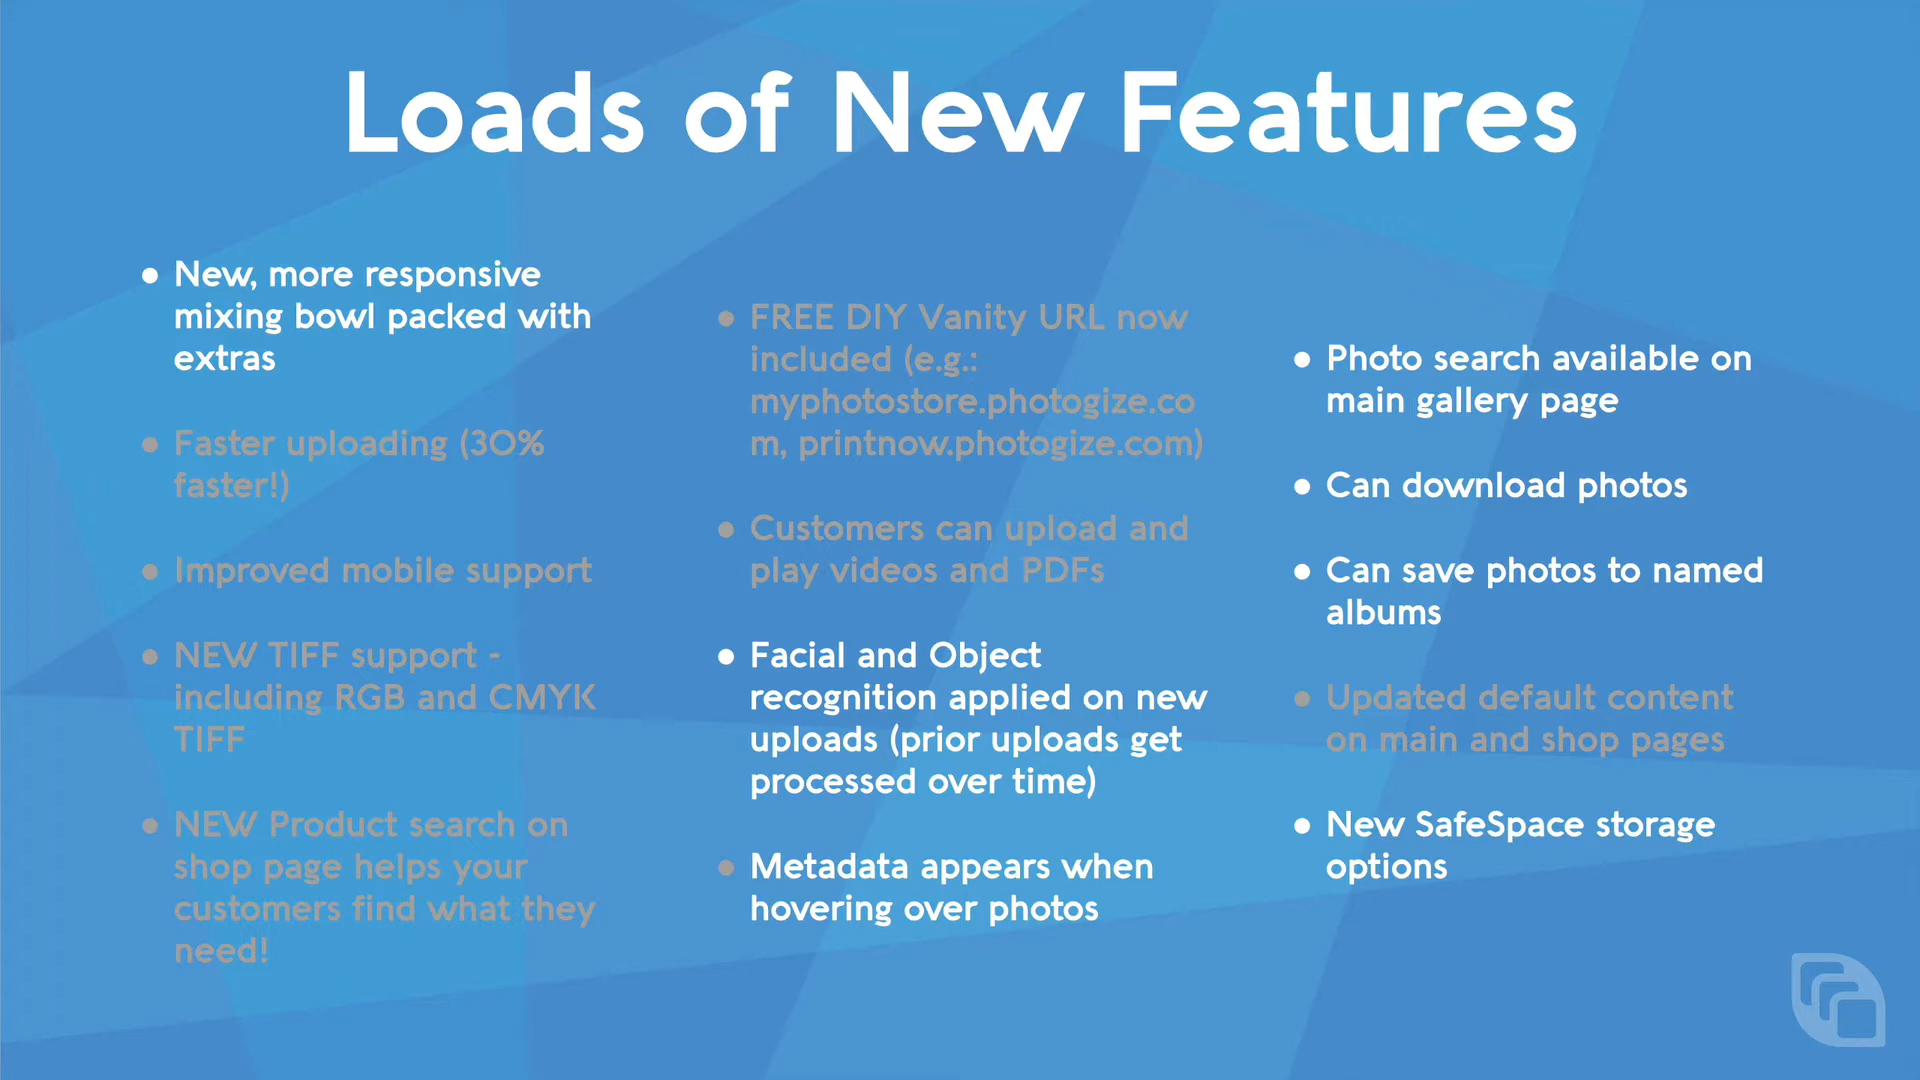 Loads of New Features
● New, more responsive
mixing bowl packed with
extras
● Faster uploading (30%
faster!)
● Improved mobile support
● NEW TIFF support -
including RGB and CMYK
TIFF
● NEW Product search on
shop page helps your
customers find what they
need!
● FREE DIY Vanity URL now
included (e.g.:
myphotostore.photogize.co
m, printnow.photogize.com)
● Customers can upload and
play videos and PDFs
● Facial and Object
recognition applied on new
uploads (prior uploads get
processed over time)
● Metadata appears when
hovering over photos
● Photo search available on
main gallery page
● Can download photos
● Can save photos to named
albums
● Updated default content
on main and shop pages
● New SafeSpace storage
options